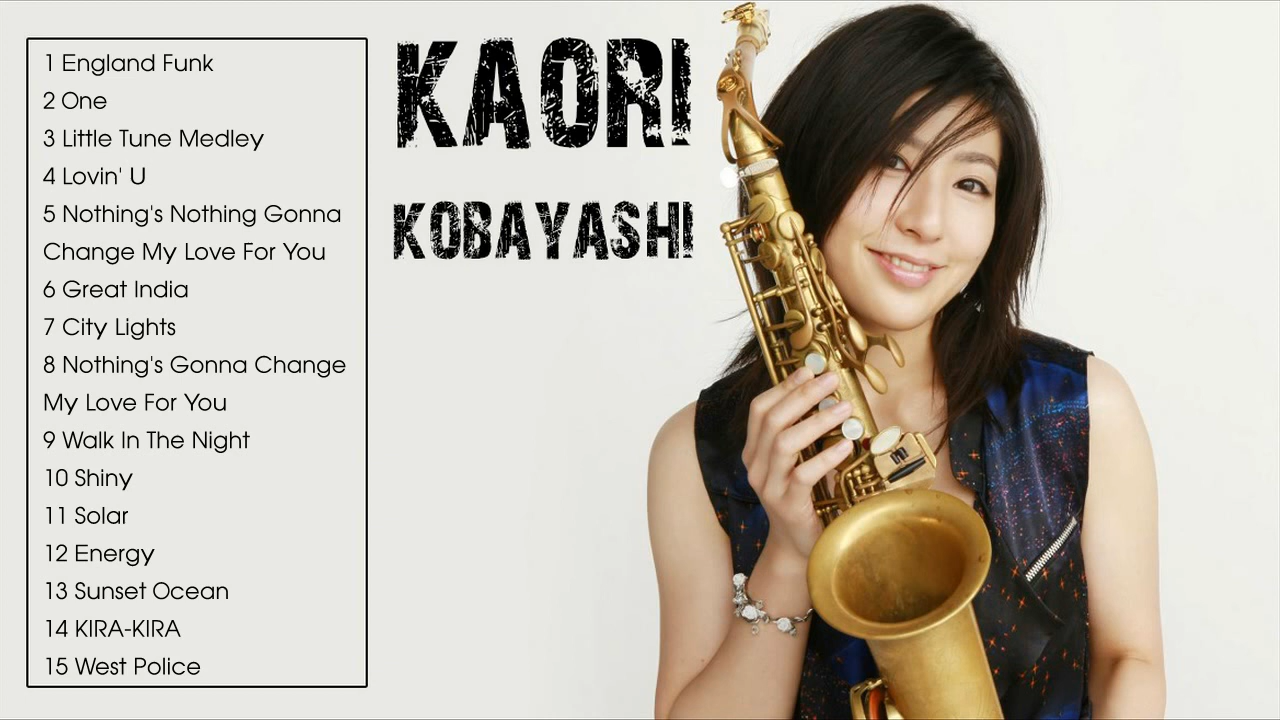 1 England Funk
2 One
3 Little Tune Medley
4 Lovin' U
5 Nothing's Nothing Gonna
Change My Love For You
6 Great India
7 City Lights
8 Nothing's Gonna Change
My Love For You
9 Walk In The Night
10 Shiny
11 Solar
12 Energy
13 Sunset Ocean
14 KIRA-KIRA
15 West Police
KAORI
KOBAYASHI